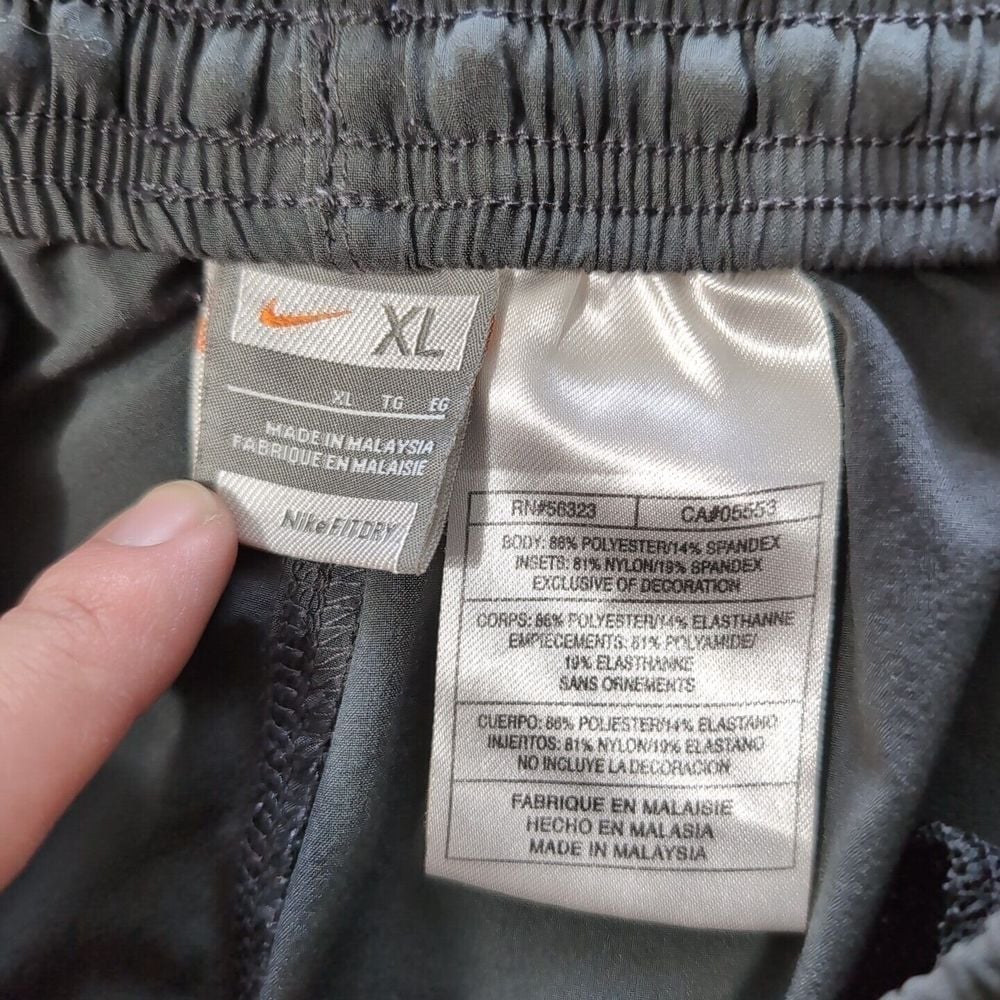 XL
XL TG EG
MADE IN MALAYSIA
FABRIQUE EN MALAISIE
Nike FIT DRY
RN#56323 CA#05553
BODY: 86% POLYESTER/14% SPANDEX
INSETS: 81% NYLON/19% SPANDEX
EXCLUSIVE OF DECORATION
CORPS: 86% POLYESTER/14% ELASTHANNE
EMPIECEMENTS: 81% POLYAMIDE/
19% ELASTHANNE
SANS ORNEMENTS
CUERPO: 86% POLIESTER/14% ELASTANO
INJERTOS: 81% NYLON/19% ELASTANO
NO INCLUYE LA DECORACION
FABRIQUE EN MALAISIE
HECHO EN MALASIA
MADE IN MALAYSIA